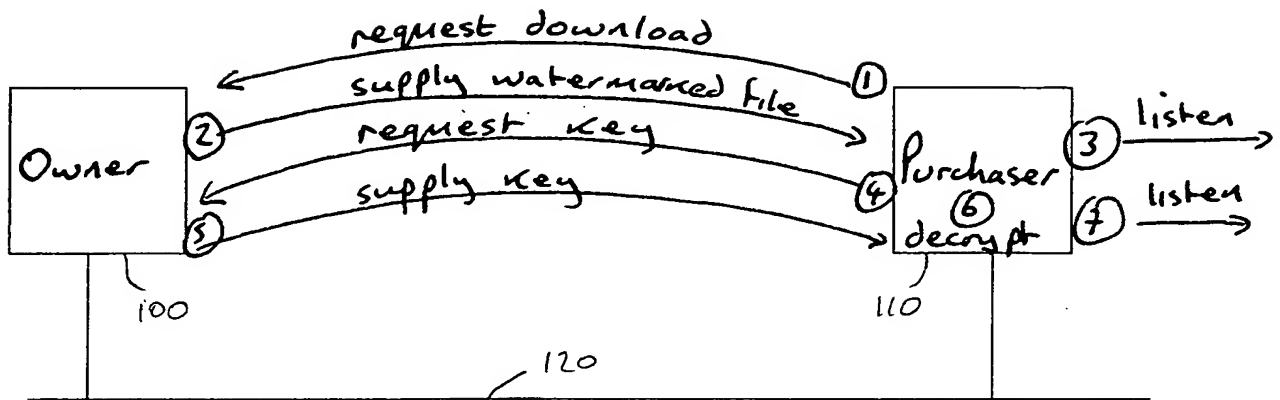 request download
①
supply watermarked file
②
request key
Owner
Purchaser
③
listen
④
supply key
⑥
⑤
decrypt
⑦
listen
100
110
120